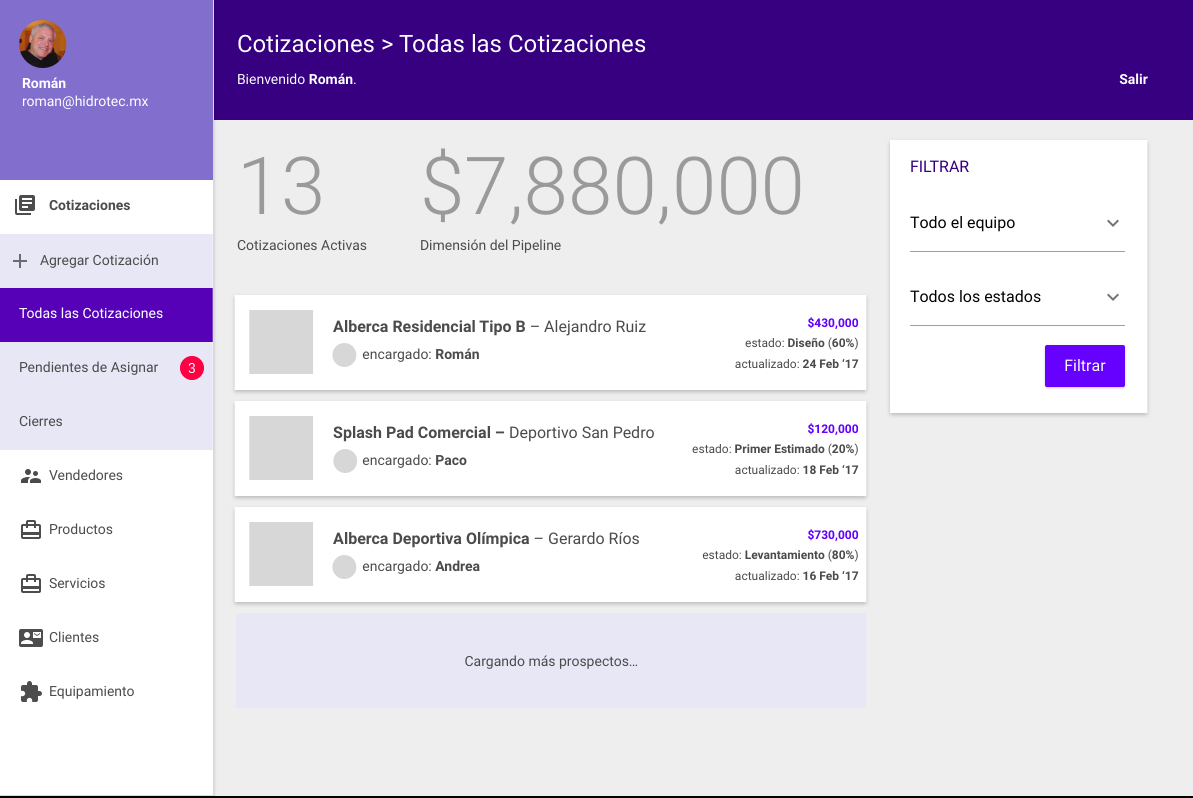 Román
roman@hidrotec.mx
Cotizaciones
Agregar Cotización
Todas las Cotizaciones
Pendientes de Asignar 3
Cierres
Vendedores
Productos
Servicios
Clientes
Equipamiento
Cotizaciones > Todas las Cotizaciones
Bienvenido Román.
Salir
13
Cotizaciones Activas
$7,880,000
Dimensión del Pipeline
Alberca Residencial Tipo B – Alejandro Ruiz
encargado: Román
$430,000
estado: Diseño (60%)
actualizado: 24 Feb ‘17
Splash Pad Comercial – Deportivo San Pedro
encargado: Paco
$120,000
estado: Primer Estimado (20%)
actualizado: 18 Feb ‘17
Alberca Deportiva Olímpica – Gerardo Ríos
encargado: Andrea
$730,000
estado: Levantamiento (80%)
actualizado: 16 Feb ‘17
Cargando más prospectos…
FILTRAR
Todo el equipo
Todos los estados
Filtrar